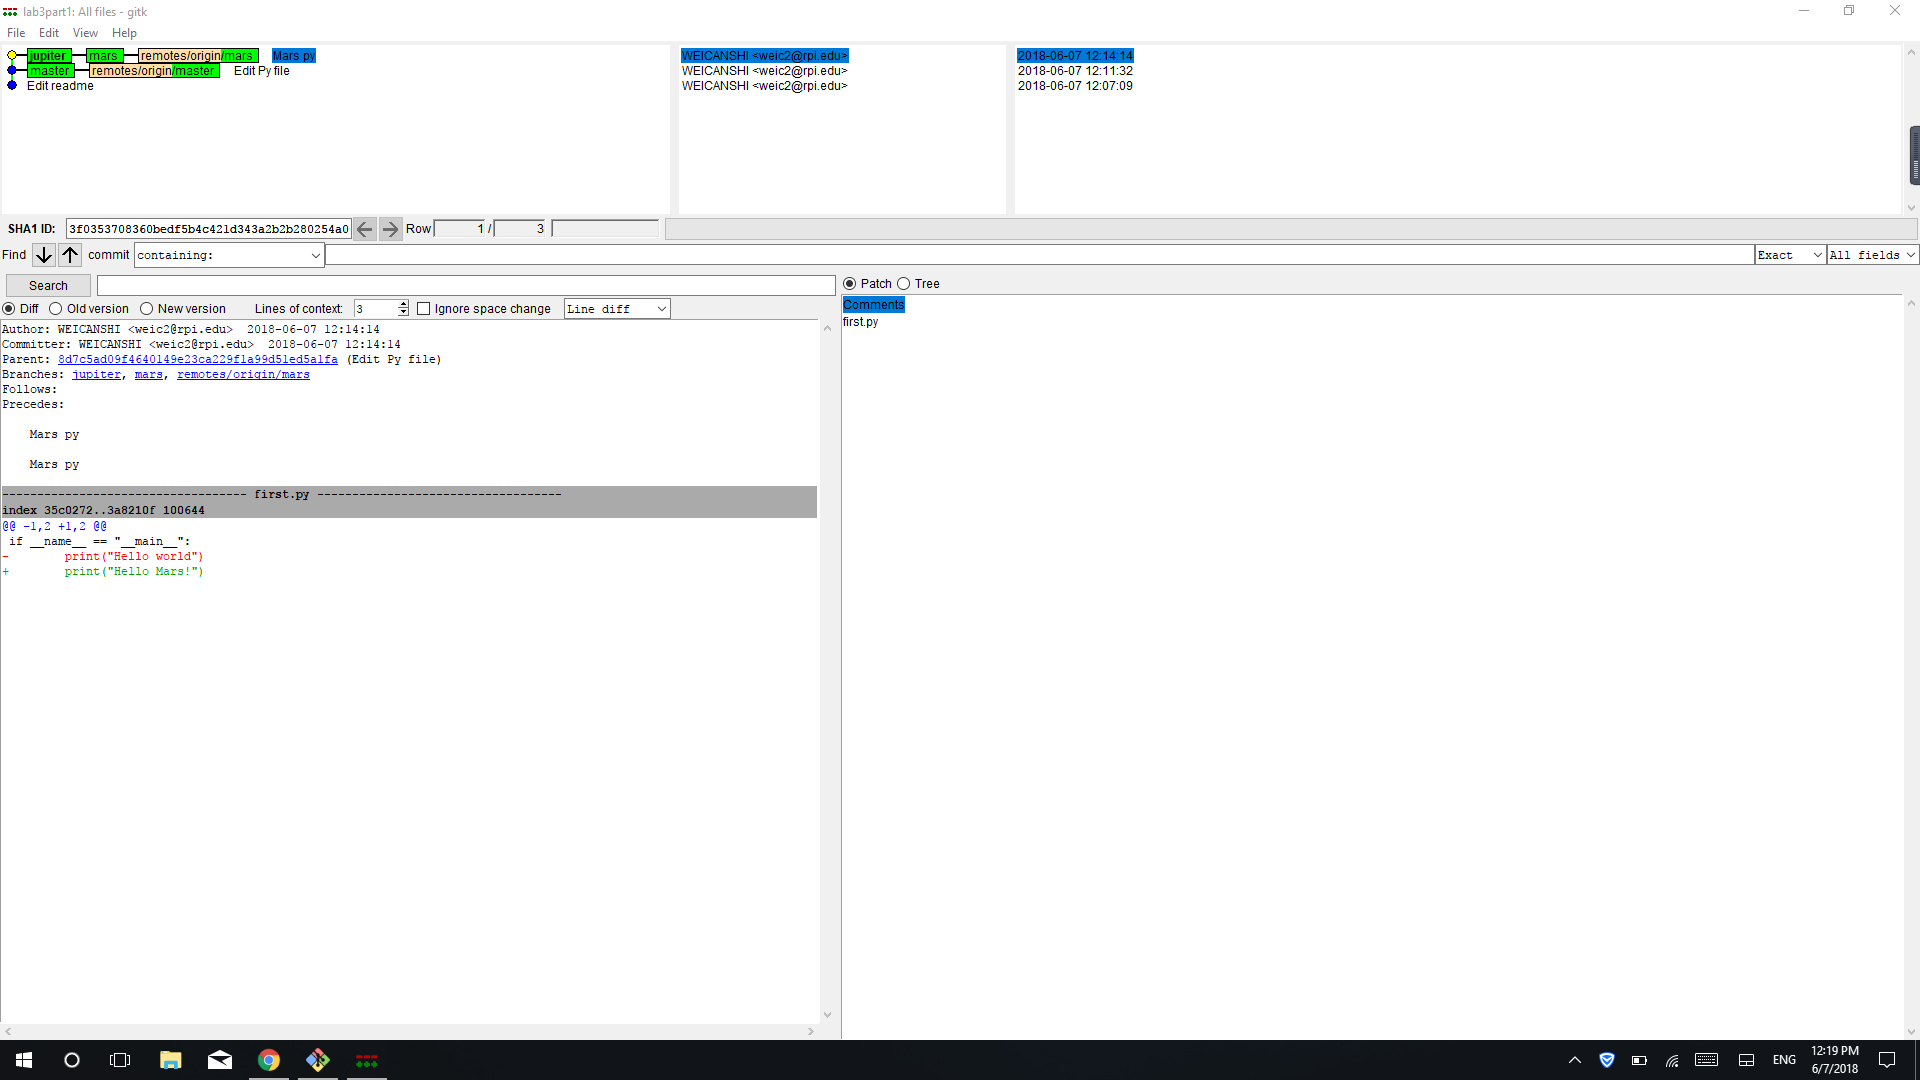 lab3part1: All files - gitk
File Edit View Help
jupiter mars remotes/origin/mars Mars py WEICANSHI <weic2@rpi.edu> 2018-06-07 12:14:14
master remotes/origin/master Edit Py file WEICANSHI <weic2@rpi.edu> 2018-06-07 12:11:32
Edit readme WEICANSHI <weic2@rpi.edu> 2018-06-07 12:07:09
SHA1 ID: 3f0353708360bedf5b4c421d343a2b2b280254a0 Row 1 / 3
Find commit containing: Exact All fields
Search Patch Tree
Diff Old version New version Lines of context: 3 Ignore space change Line diff
Comments
first.py
Author: WEICANSHI <weic2@rpi.edu> 2018-06-07 12:14:14
Committer: WEICANSHI <weic2@rpi.edu> 2018-06-07 12:14:14
Parent: 8d7c5ad09f4640149e23ca229f1a99d51ed5a1fa (Edit Py file)
Branches: jupiter, mars, remotes/origin/mars
Follows:
Precedes:
Mars py
Mars py
----------------------------------- first.py -----------------------------------
index 35c0272..3a8210f 100644
@@ -1,2 +1,2 @@
if __name__ == "__main__":
- print("Hello world")
+ print("Hello Mars!")
ENG 12:19 PM
6/7/2018